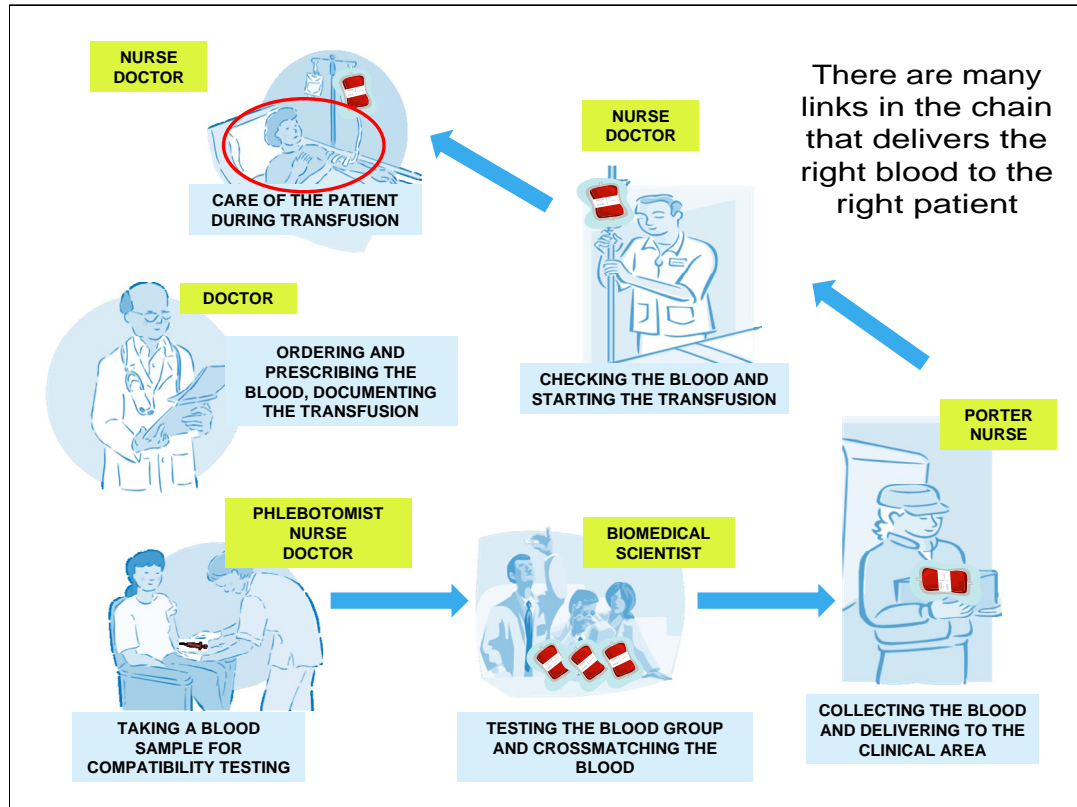 NURSE
DOCTOR
CARE OF THE PATIENT
DURING TRANSFUSION
NURSE
DOCTOR
There are many
links in the chain
that delivers the
right blood to the
right patient
CHECKING THE BLOOD AND
STARTING THE TRANSFUSION
DOCTOR
ORDERING AND
PRESCRIBING THE
BLOOD, DOCUMENTING
THE TRANSFUSION
PHLEBOTOMIST
NURSE
DOCTOR
TAKING A BLOOD
SAMPLE FOR
COMPATIBILITY TESTING
BIOMEDICAL
SCIENTIST
TESTING THE BLOOD GROUP
AND CROSSMATCHING THE
BLOOD
PORTER
NURSE
COLLECTING THE BLOOD
AND DELIVERING TO THE
CLINICAL AREA